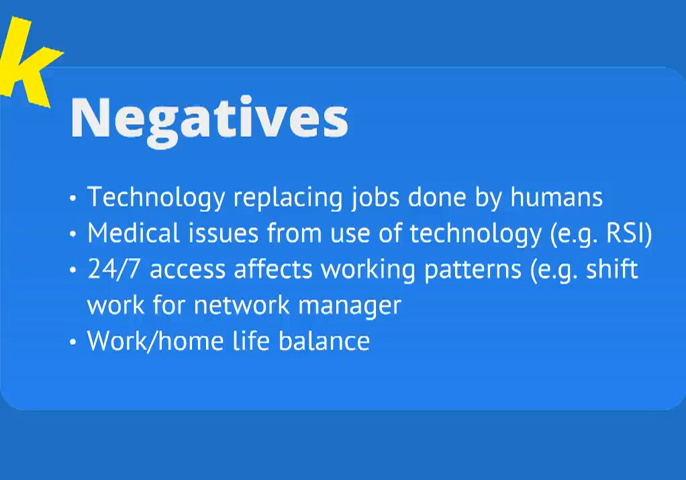 k
Negatives
• Technology replacing jobs done by humans
• Medical issues from use of technology (e.g. RSI)
• 24/7 access affects working patterns (e.g. shift
work for network manager
• Work/home life balance